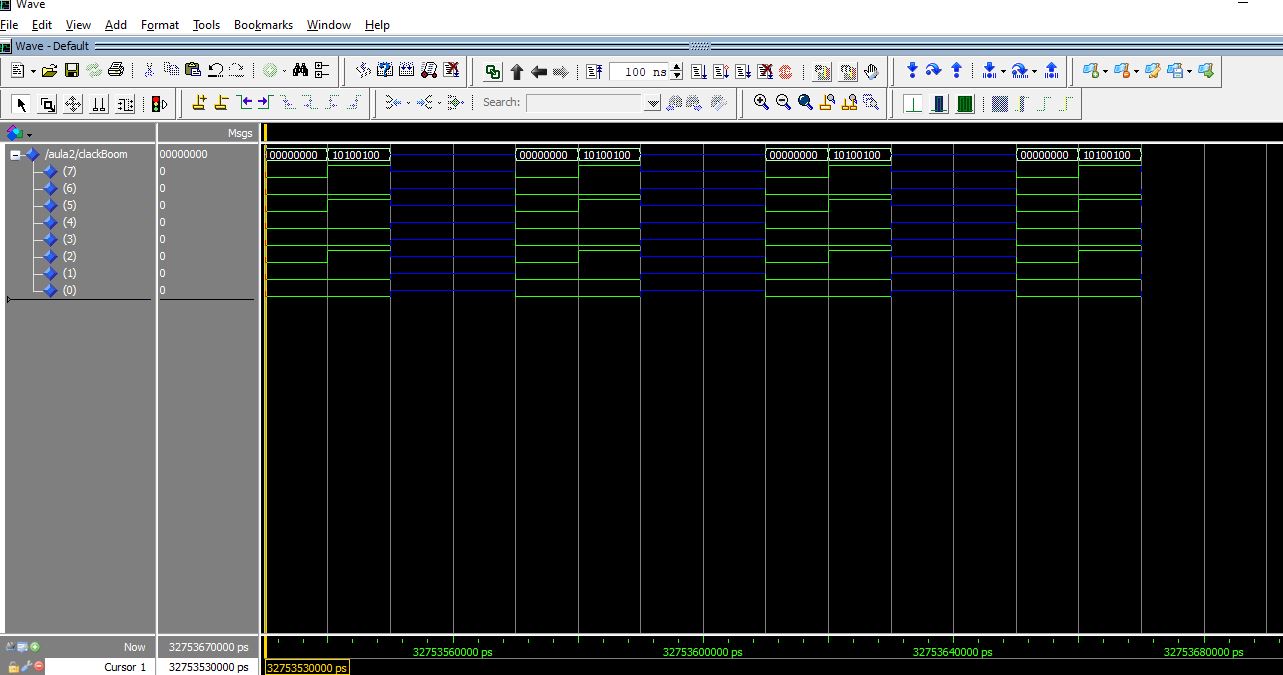 Wave
File Edit View Add Format Tools Bookmarks Window Help
Wave - Default
100 ns
Search:
Msgs
/aula2/clackBoom 00000000 00000000 10100100 00000000 10100100 00000000 10100100 00000000 10100100
(7) 0
(6) 0
(5) 0
(4) 0
(3) 0
(2) 0
(1) 0
(0) 0
Now 32753670000 ps 32753560000 ps 32753600000 ps 32753640000 ps 32753680000 ps
Cursor 1 32753530000 ps 32753530000 ps